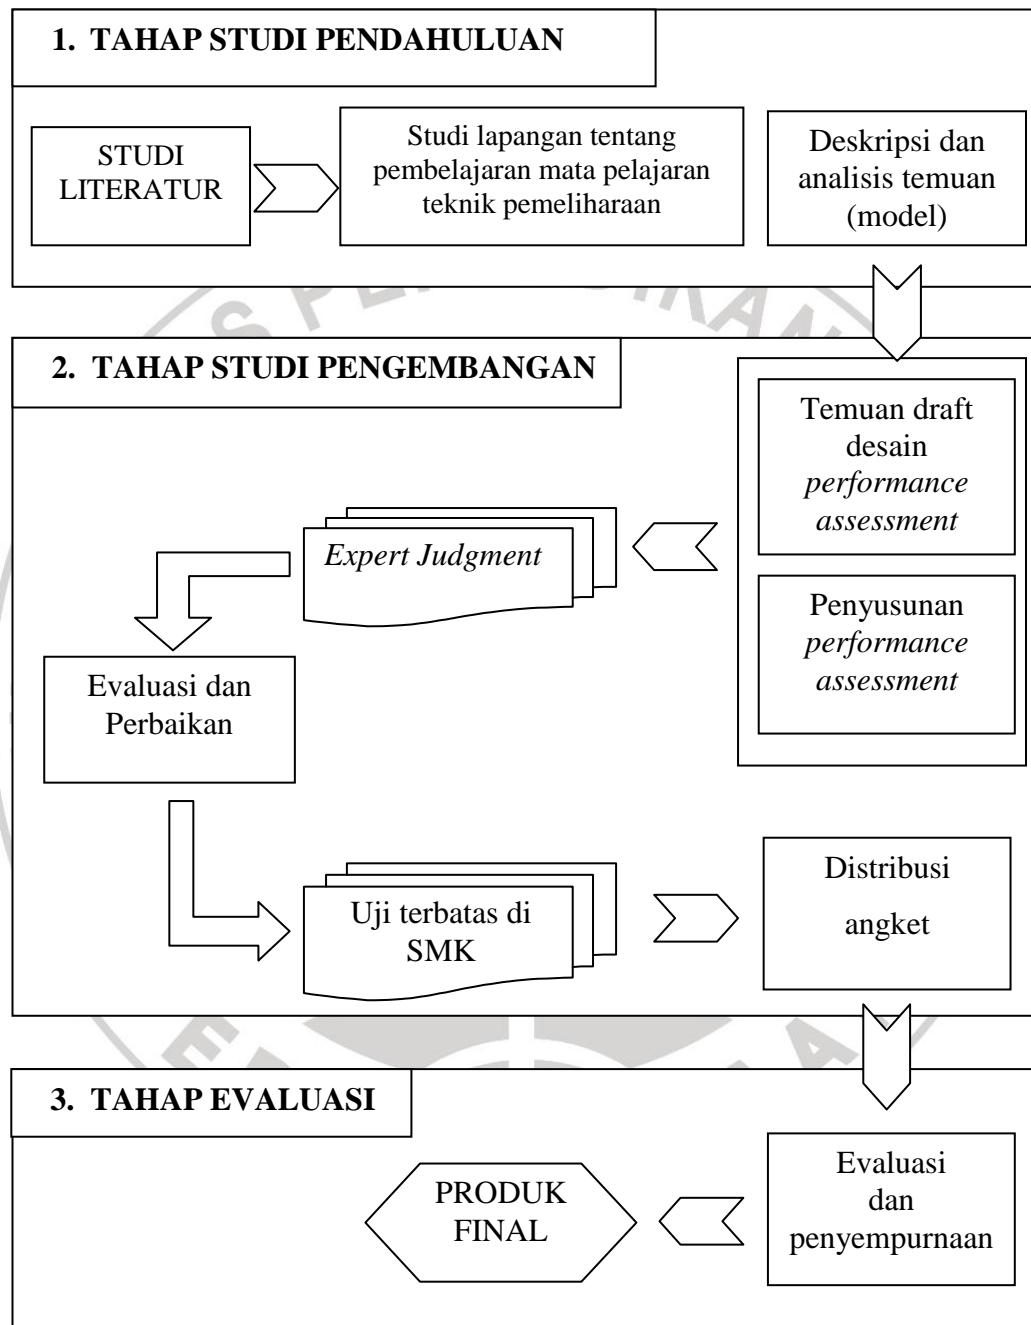 1. TAHAP STUDI PENDAHULUAN
STUDI
LITERATUR
Studi lapangan tentang
pembelajaran mata pelajaran
teknik pemeliharaan
Deskripsi dan
analisis temuan
(model)
2. TAHAP STUDI PENGEMBANGAN
Temuan draft
desain
performance
assessment
Penyusunan
performance
assessment
Expert Judgment
Evaluasi dan
Perbaikan
Uji terbatas di
SMK
Distribusi
angket
3. TAHAP EVALUASI
Evaluasi
dan
penyempurnaan
PRODUK
FINAL